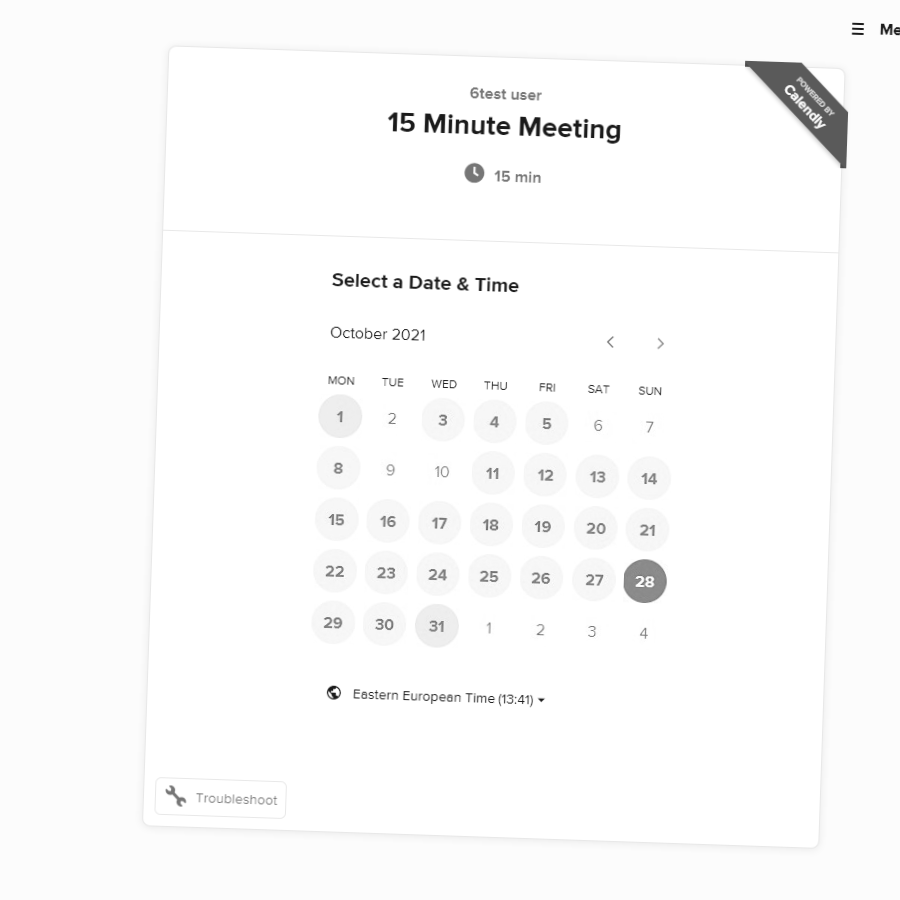 ☰ Me
POWERED BY
Calendly
6test user
15 Minute Meeting
15 min
Select a Date & Time
October 2021
MON TUE WED THU FRI SAT SUN
1 2 3 4 5 6 7
8 9 10 11 12 13 14
15 16 17 18 19 20 21
22 23 24 25 26 27 28
29 30 31 1 2 3 4
Eastern European Time (13:41)
Troubleshoot